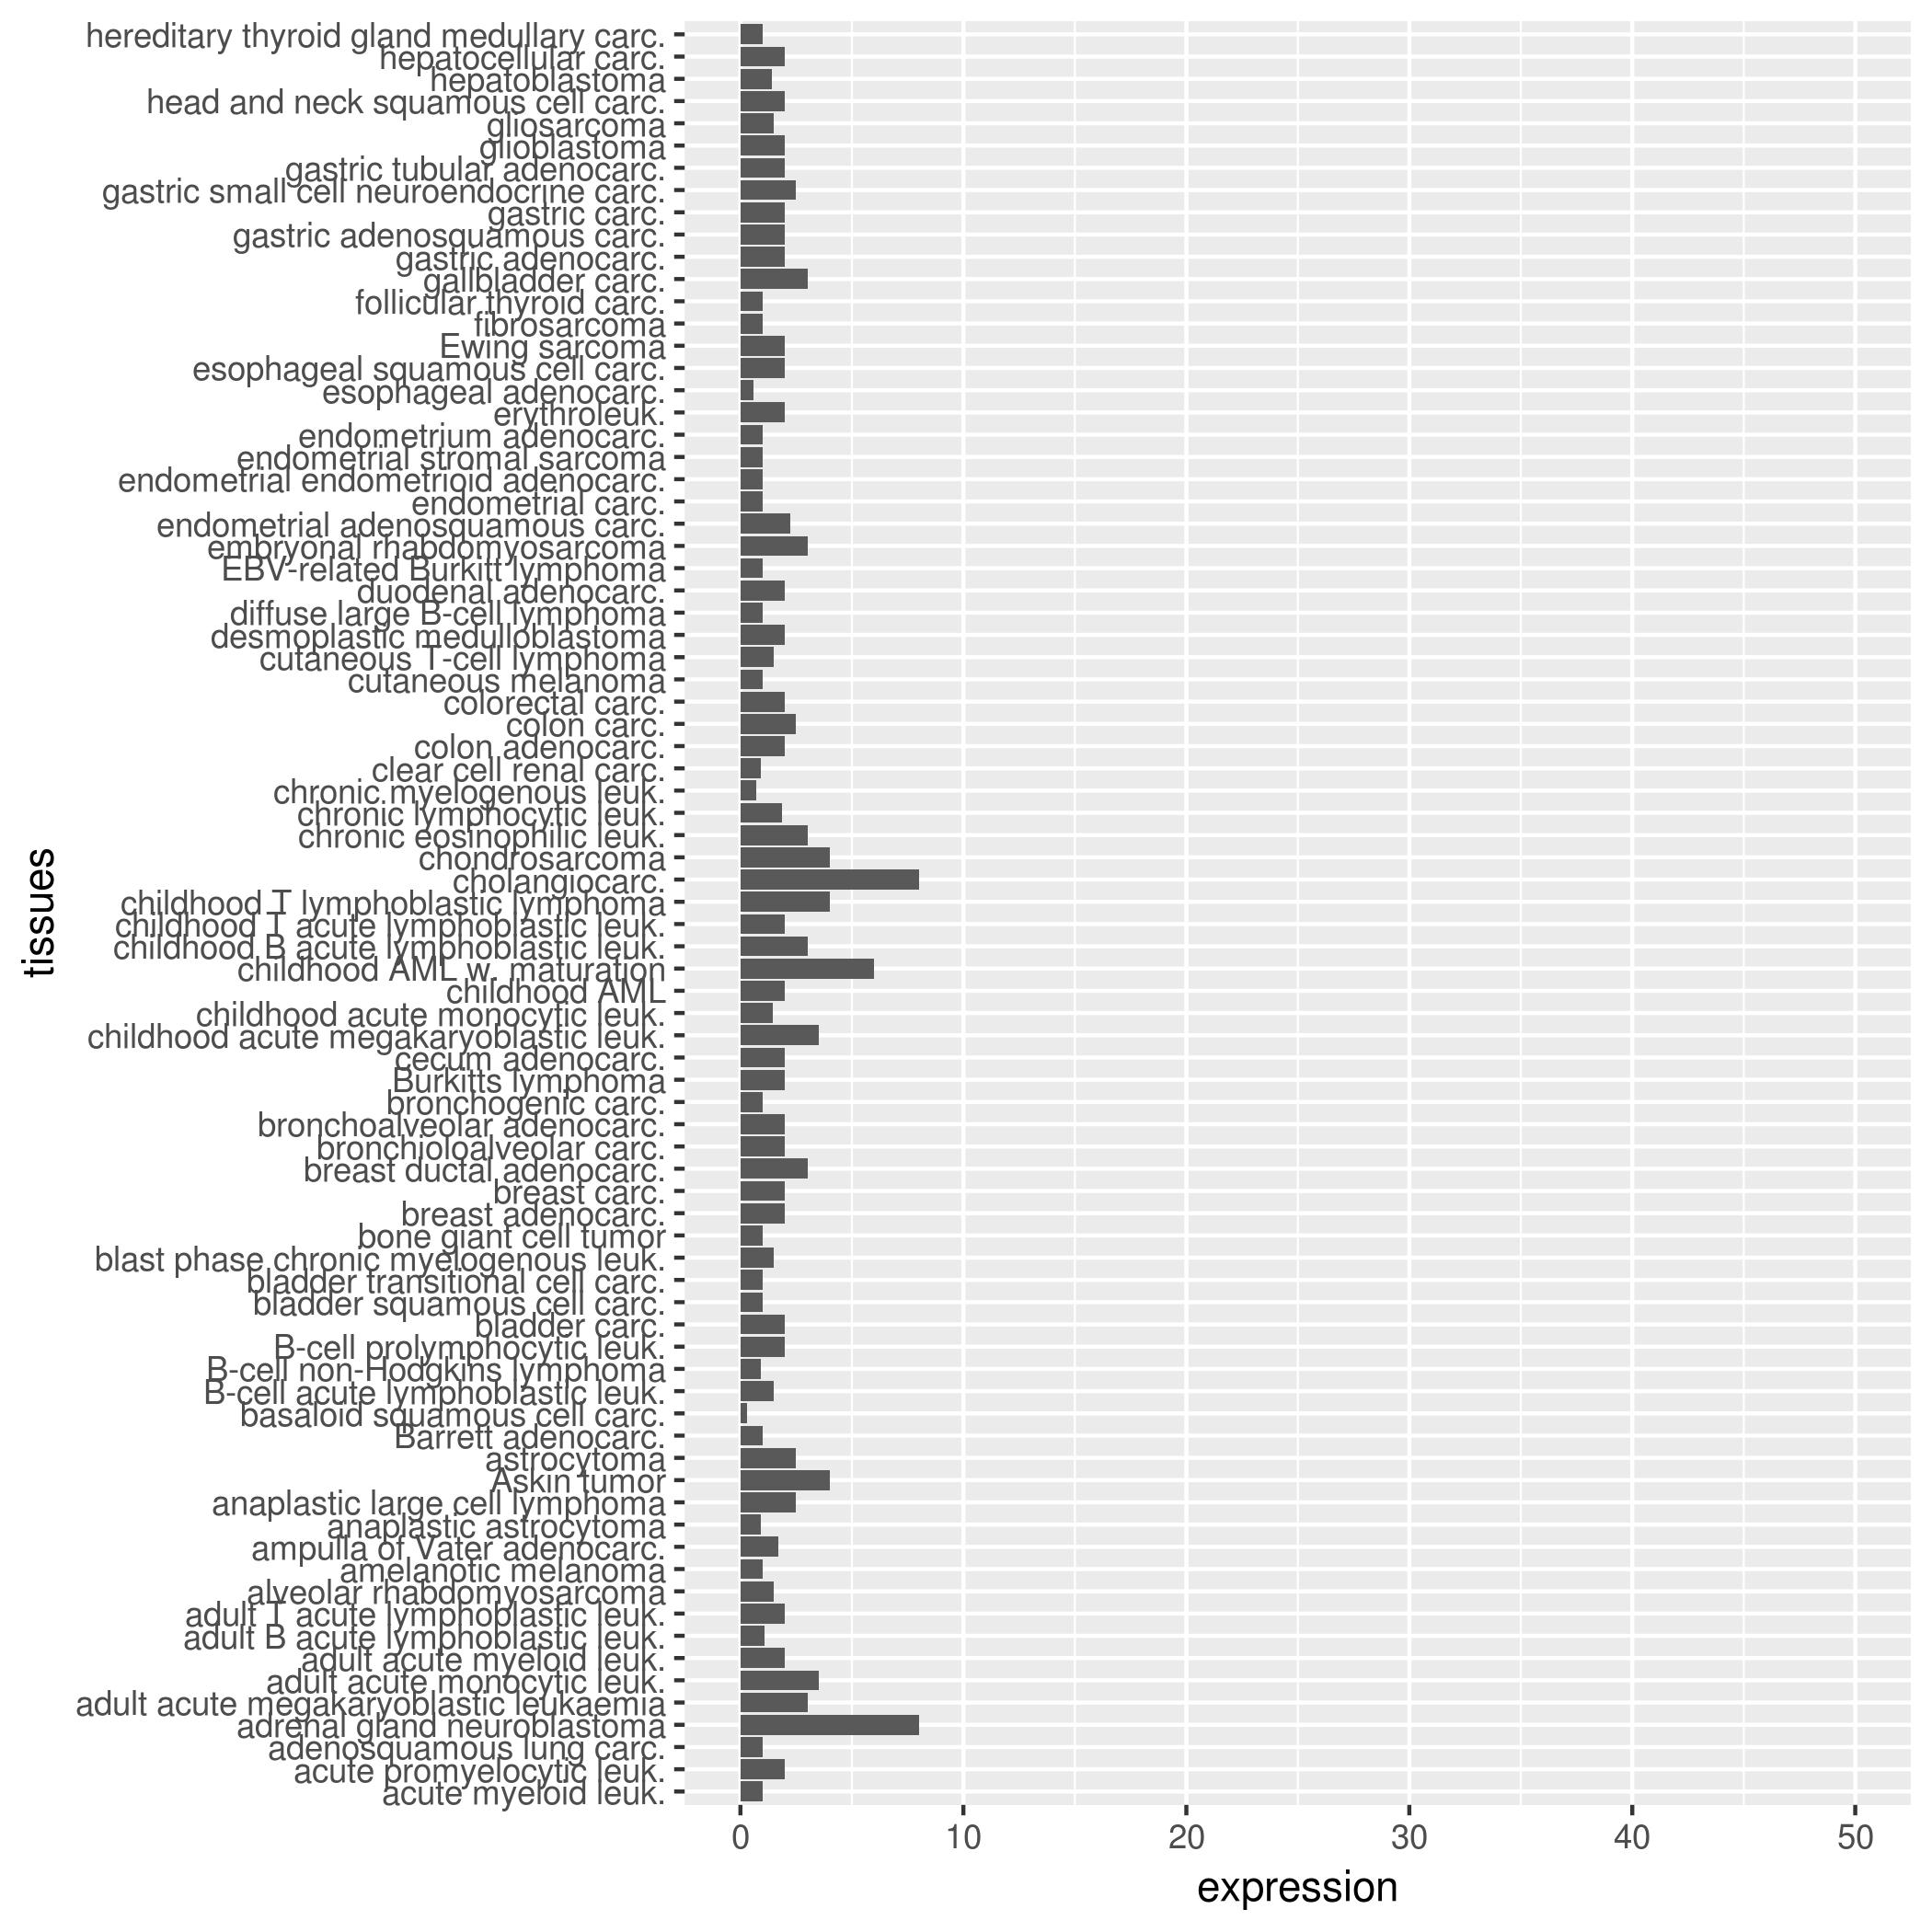 hereditary thyroid gland medullary carc.
hepatocellular carc.
hepatoblastoma
head and neck squamous cell carc.
gliosarcoma
glioblastoma
gastric tubular adenocarc.
gastric small cell neuroendocrine carc.
gastric carc.
gastric adenosquamous carc.
gastric adenocarc.
gallbladder carc.
follicular thyroid carc.
fibrosarcoma
Ewing sarcoma
esophageal squamous cell carc.
esophageal adenocarc.
erythroleuk.
endometrium adenocarc.
endometrial stromal sarcoma
endometrial endometrioid adenocarc.
endometrial carc.
endometrial adenosquamous carc.
embryonal rhabdomyosarcoma
EBV-related Burkitt lymphoma
duodenal adenocarc.
diffuse large B-cell lymphoma
desmoplastic medulloblastoma
cutaneous T-cell lymphoma
cutaneous melanoma
colorectal carc.
colon carc.
colon adenocarc.
clear cell renal carc.
chronic myelogenous leuk.
chronic lymphocytic leuk.
chronic eosinophilic leuk.
chondrosarcoma
cholangiocarc.
childhood T lymphoblastic lymphoma
childhood T acute lymphoblastic leuk.
childhood B acute lymphoblastic leuk.
childhood AML w. maturation
childhood AML
childhood acute monocytic leuk.
childhood acute megakaryoblastic leuk.
cecum adenocarc.
Burkitts lymphoma
bronchogenic carc.
bronchoalveolar adenocarc.
bronchioloalveolar carc.
breast ductal adenocarc.
breast carc.
breast adenocarc.
bone giant cell tumor
blast phase chronic myelogenous leuk.
bladder transitional cell carc.
bladder squamous cell carc.
bladder carc.
B-cell prolymphocytic leuk.
B-cell non-Hodgkins lymphoma
B-cell acute lymphoblastic leuk.
basaloid squamous cell carc.
Barrett adenocarc.
astrocytoma
Askin tumor
anaplastic large cell lymphoma
anaplastic astrocytoma
ampulla of Vater adenocarc.
amelanotic melanoma
alveolar rhabdomyosarcoma
adult T acute lymphoblastic leuk.
adult B acute lymphoblastic leuk.
adult acute myeloid leuk.
adult acute monocytic leuk.
adult acute megakaryoblastic leukaemia
adrenal gland neuroblastoma
adenosquamous lung carc.
acute promyelocytic leuk.
acute myeloid leuk.
tissues
0 10 20 30 40 50
expression